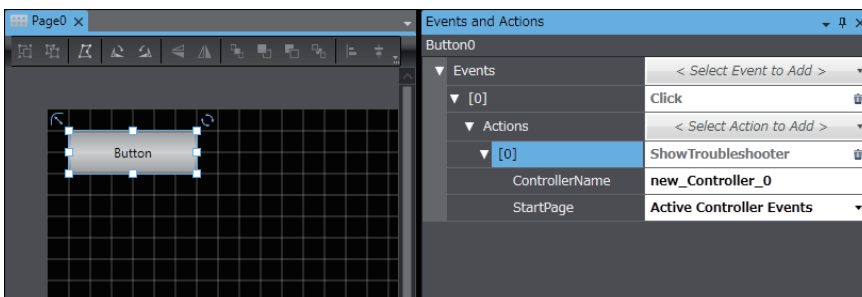 Page0
Button
Events and Actions
Button0
Events < Select Event to Add >
[0] Click
Actions < Select Action to Add >
[0] ShowTroubleshooter
ControllerName new_Controller_0
StartPage Active Controller Events